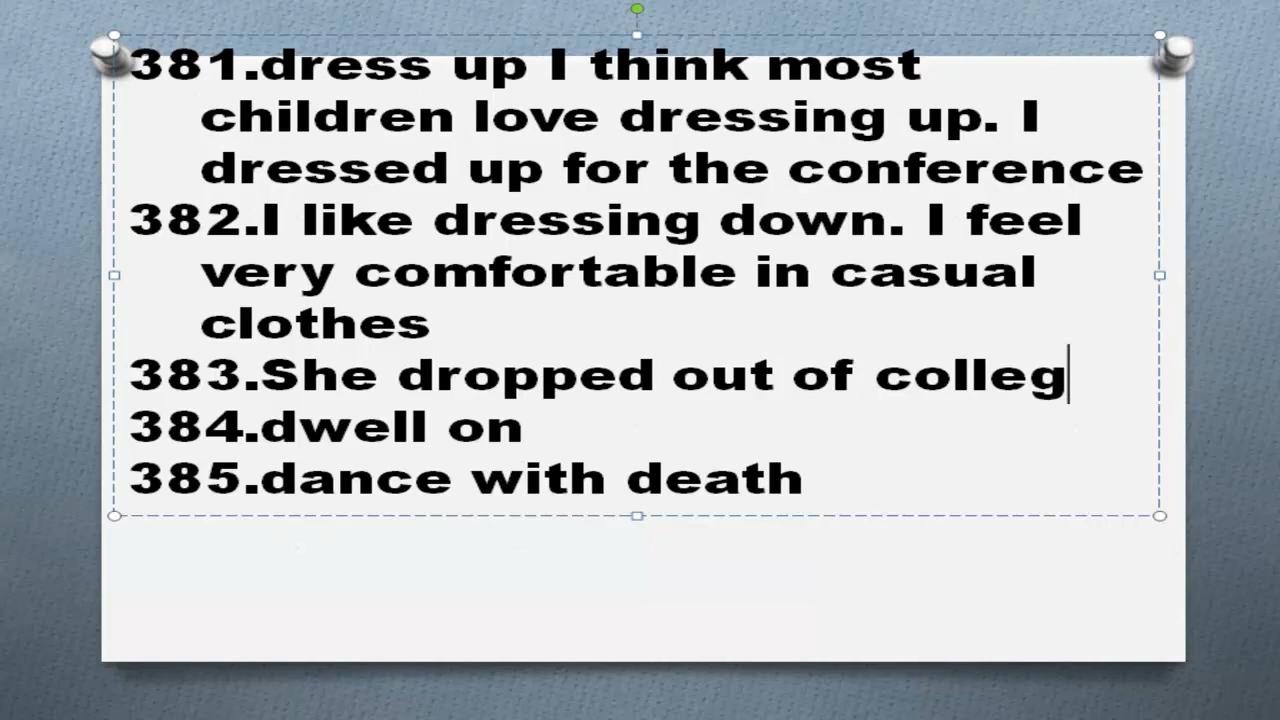 381.dress up I think most
children love dressing up. I
dressed up for the conference
382.I like dressing down. I feel
very comfortable in casual
clothes
383.She dropped out of colleg
384.dwell on
385.dance with death